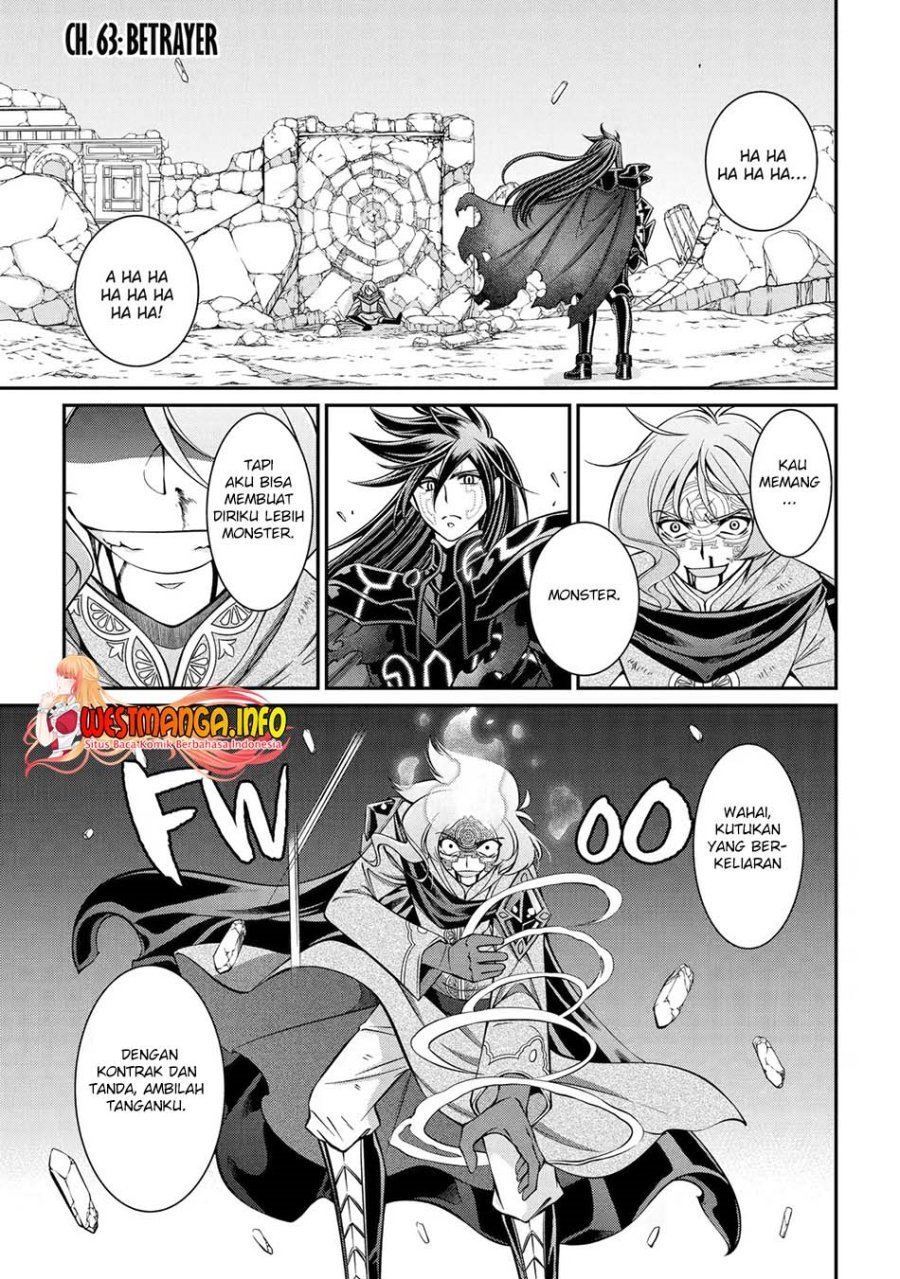 CH. 63: BETRAYER
HA HA
HA HA HA...
A HA HA
HA HA HA
HA HA!
KAU
MEMANG
...
MONSTER.
TAPI
AKU BISA
MEMBUAT
DIRIKU LEBIH
MONSTER.
WESTMANGA.INFO
Situs Baca Komik Berbahasa Indonesia
FW
OO
WAHAI,
KUTUKAN
YANG BER-
KELIARAN
DENGAN
KONTRAK DAN
TANDA, AMBILAH
TANGANKU.